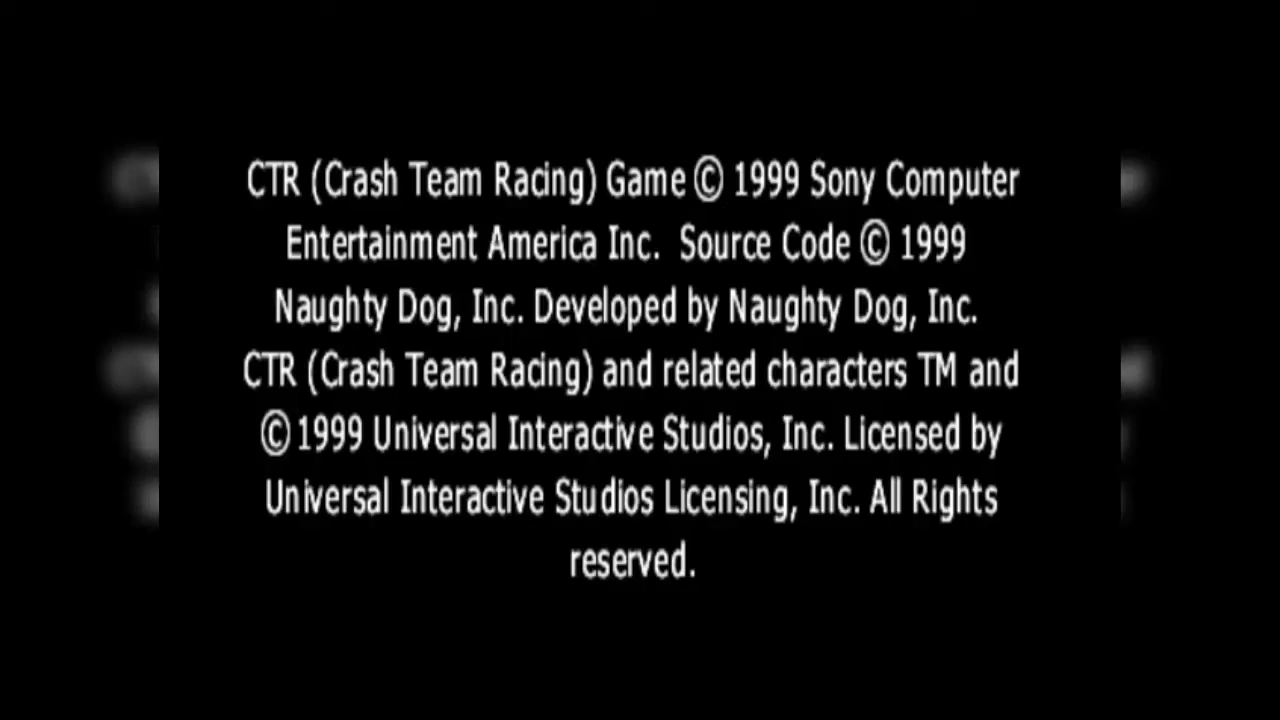 CTR (Crash Team Racing) Game © 1999 Sony Computer
Entertainment America Inc. Source Code © 1999
Naughty Dog, Inc. Developed by Naughty Dog, Inc.
CTR (Crash Team Racing) and related characters TM and
© 1999 Universal Interactive Studios, Inc. Licensed by
Universal Interactive Studios Licensing, Inc. All Rights
reserved.